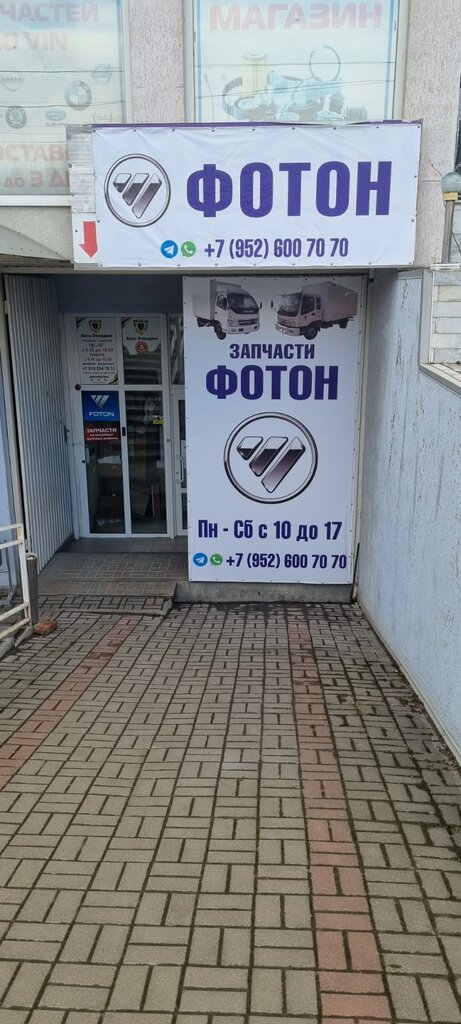 ЧАСТЕЙ
О VIN
МАГАЗИН
ДО 3 Д
ФОТОН
+7 (952) 600 70 70
ЗАПЧАСТИ
ФОТОН
Пн - Сб с 10 до 17
+7 (952) 600 70 70
FOTON
ЗАПЧАСТИ